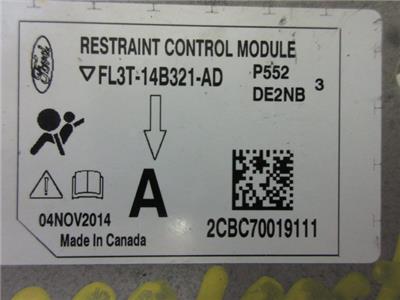 Ford
RESTRAINT CONTROL MODULE
▽FL3T-14B321-AD P552
DE2NB 3
A
04NOV2014 2CBC70019111
Made In Canada